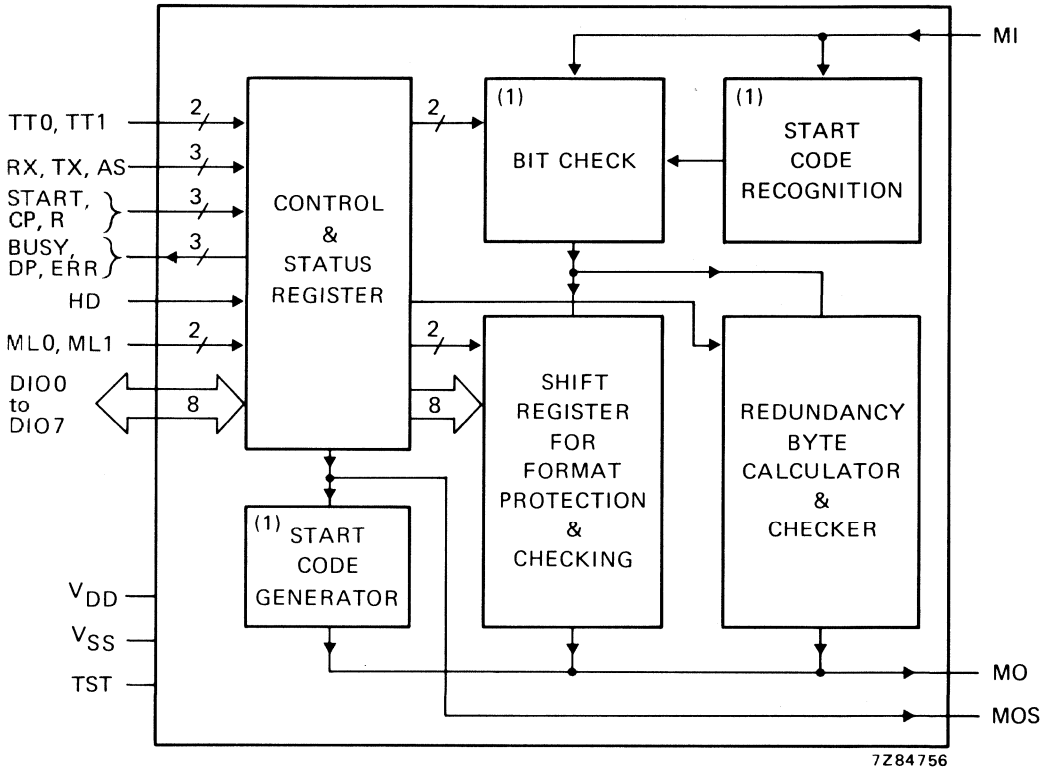 MI
TT0, TT1
2
2
RX, TX, AS
3
START,
CP, R
3
BUSY,
DP, ERR
3
HD
ML0, ML1
2
2
DIO0
to
DIO7
8
8
CONTROL
&
STATUS
REGISTER
(1)
BIT CHECK
(1)
START
CODE
RECOGNITION
SHIFT
REGISTER
FOR
FORMAT
PROTECTION
&
CHECKING
REDUNDANCY
BYTE
CALCULATOR
&
CHECKER
(1) START
CODE
GENERATOR
VDD
VSS
TST
MO
MOS
7Z84756